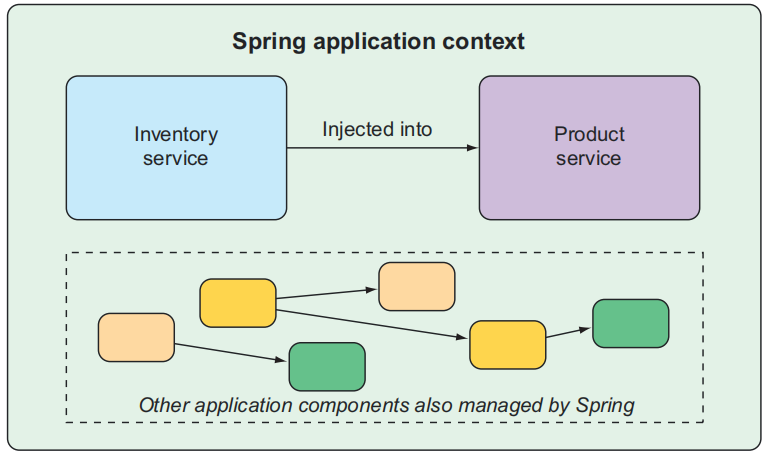 Spring application context
Inventory
service
Injected into
Product
service
Other application components also managed by Spring